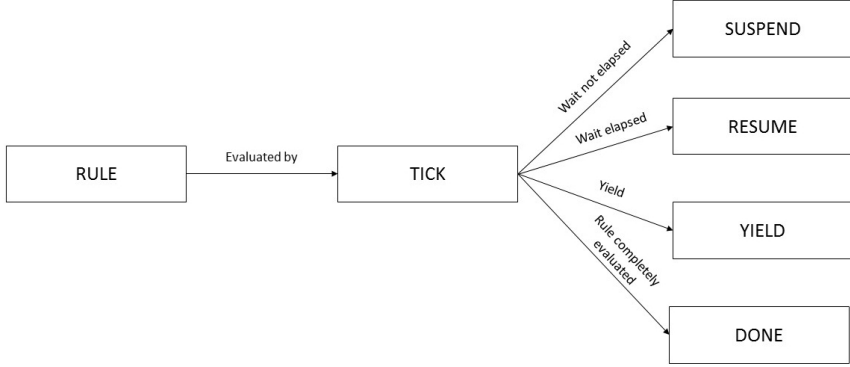 RULE
Evaluated by
TICK
Wait not elapsed
SUSPEND
Wait elapsed
RESUME
Yield
YIELD
Rule completely
evaluated
DONE